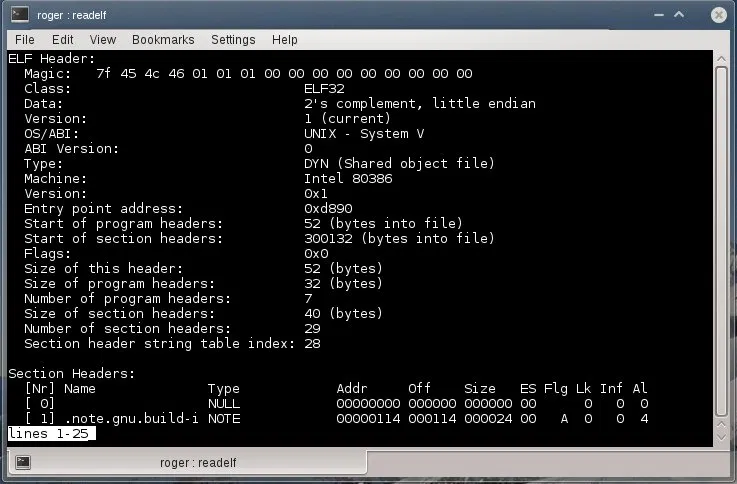 roger : readelf
File Edit View Bookmarks Settings Help
ELF Header:
  Magic:   7f 45 4c 46 01 01 01 00 00 00 00 00 00 00 00 00
  Class:                             ELF32
  Data:                              2's complement, little endian
  Version:                           1 (current)
  OS/ABI:                            UNIX - System V
  ABI Version:                       0
  Type:                              DYN (Shared object file)
  Machine:                           Intel 80386
  Version:                           0x1
  Entry point address:               0xd890
  Start of program headers:          52 (bytes into file)
  Start of section headers:          300132 (bytes into file)
  Flags:                             0x0
  Size of this header:               52 (bytes)
  Size of program headers:           32 (bytes)
  Number of program headers:         7
  Size of section headers:           40 (bytes)
  Number of section headers:         29
  Section header string table index: 28
Section Headers:
  [Nr] Name              Type            Addr     Off    Size   ES Flg Lk Inf Al
  [ 0]                   NULL            00000000 000000 000000 00      0   0  0
  [ 1] .note.gnu.build-i NOTE            00000114 000114 000024 00   A  0   0  4
lines 1-25
roger : readelf